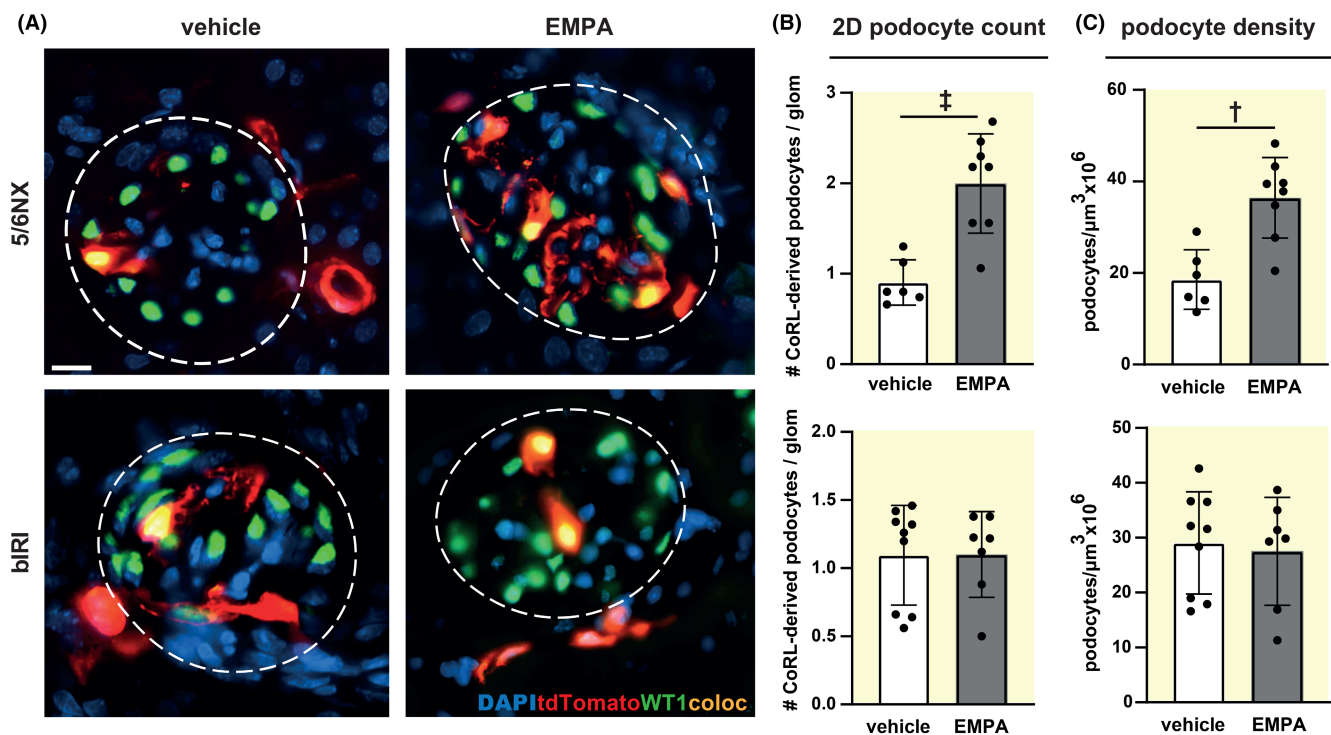 (A)
vehicle
EMPA
5/6NX
bIRI
DAPItdTomatoWT1coloc
(B)
2D podocyte count
# CoRL-derived podocytes / glom
3
2
1
0
‡
vehicle
EMPA
# CoRL-derived podocytes / glom
2.0
1.5
1.0
0.5
0.0
vehicle
EMPA
(C)
podocyte density
podocytes/µm³x10⁶
60
40
20
0
†
vehicle
EMPA
podocytes/µm³x10⁶
50
40
30
20
10
0
vehicle
EMPA